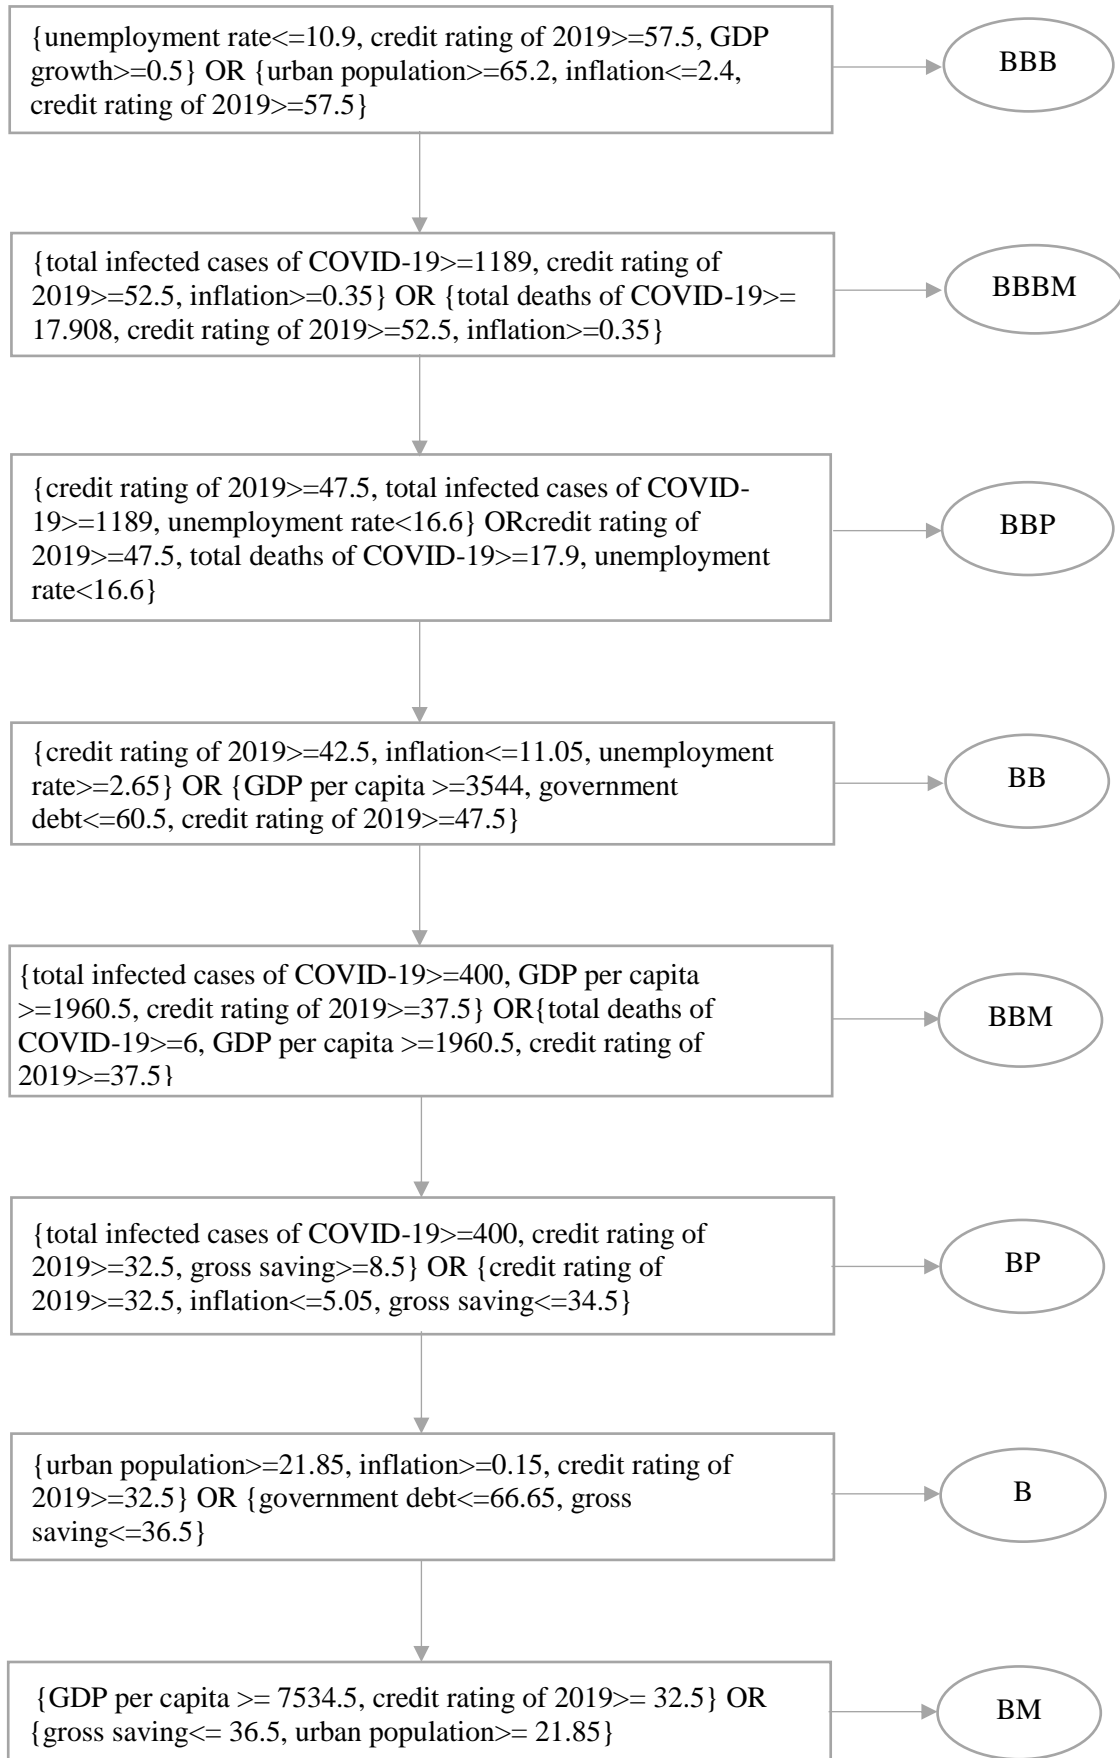 {unemployment rate<=10.9, credit rating of 2019>=57.5, GDP
growth>=0.5} OR {urban population>=65.2, inflation<=2.4,
credit rating of 2019>=57.5}
BBB
{total infected cases of COVID-19>=1189, credit rating of
2019>=52.5, inflation>=0.35} OR {total deaths of COVID-19>=
17.908, credit rating of 2019>=52.5, inflation>=0.35}
BBBM
{credit rating of 2019>=47.5, total infected cases of COVID-
19>=1189, unemployment rate<16.6} ORcredit rating of
2019>=47.5, total deaths of COVID-19>=17.9, unemployment
rate<16.6}
BBP
{credit rating of 2019>=42.5, inflation<=11.05, unemployment
rate>=2.65} OR {GDP per capita >=3544, government
debt<=60.5, credit rating of 2019>=47.5}
BB
{total infected cases of COVID-19>=400, GDP per capita
>=1960.5, credit rating of 2019>=37.5} OR{total deaths of
COVID-19>=6, GDP per capita >=1960.5, credit rating of
2019>=37.5}
BBM
{total infected cases of COVID-19>=400, credit rating of
2019>=32.5, gross saving>=8.5} OR {credit rating of
2019>=32.5, inflation<=5.05, gross saving<=34.5}
BP
{urban population>=21.85, inflation>=0.15, credit rating of
2019>=32.5} OR {government debt<=66.65, gross
saving<=36.5}
B
{GDP per capita >= 7534.5, credit rating of 2019>= 32.5} OR
{gross saving<= 36.5, urban population>= 21.85}
BM